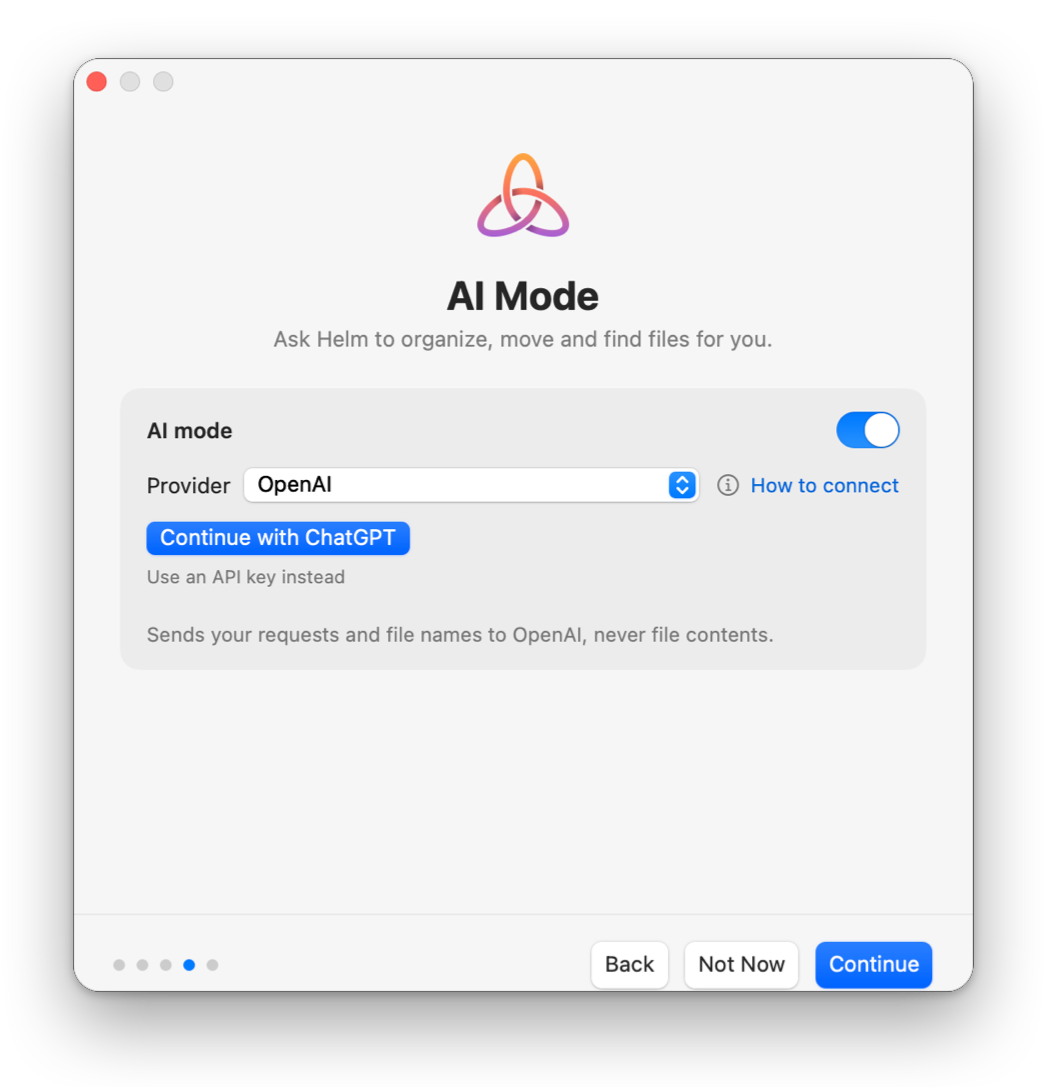 AI Mode
Ask Helm to organize, move and find files for you.
AI mode
Provider OpenAI How to connect
Continue with ChatGPT
Use an API key instead
Sends your requests and file names to OpenAI, never file contents.
Back Not Now Continue